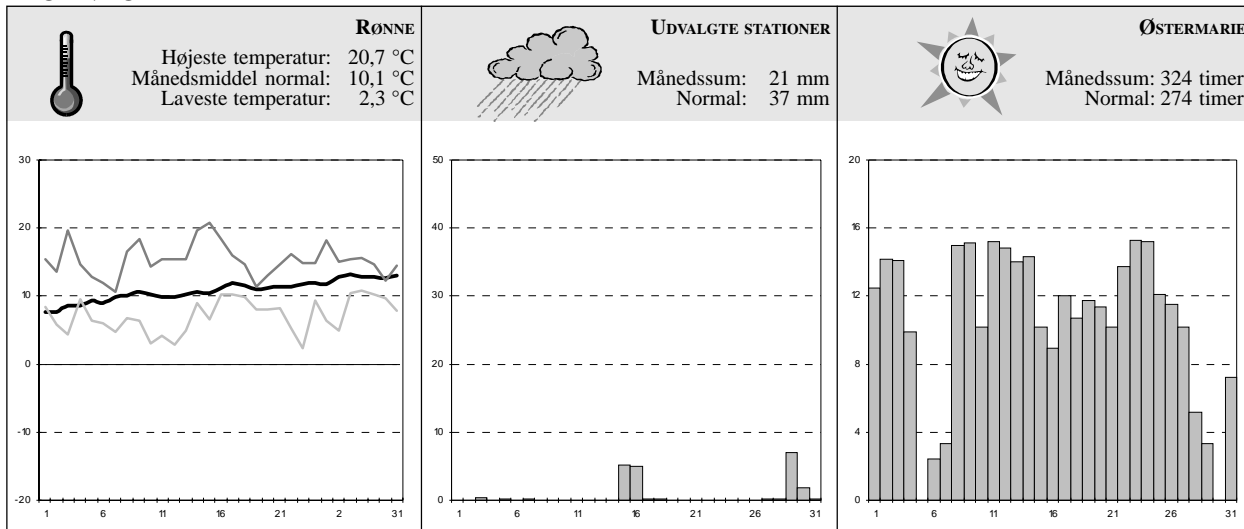 RØNNE
Højeste temperatur: 20,7 °C
Månedsmiddel normal: 10,1 °C
Laveste temperatur: 2,3 °C
UDVALGTE STATIONER
Månedssum: 21 mm
Normal: 37 mm
ØSTERMARIE
Månedssum: 324 timer
Normal: 274 timer
30
20
10
0
-10
-20
1 6 11 16 21 2 31
50
40
30
20
10
0
1 6 11 16 21 26 31
20
16
12
8
4
0
1 6 11 16 21 26 31